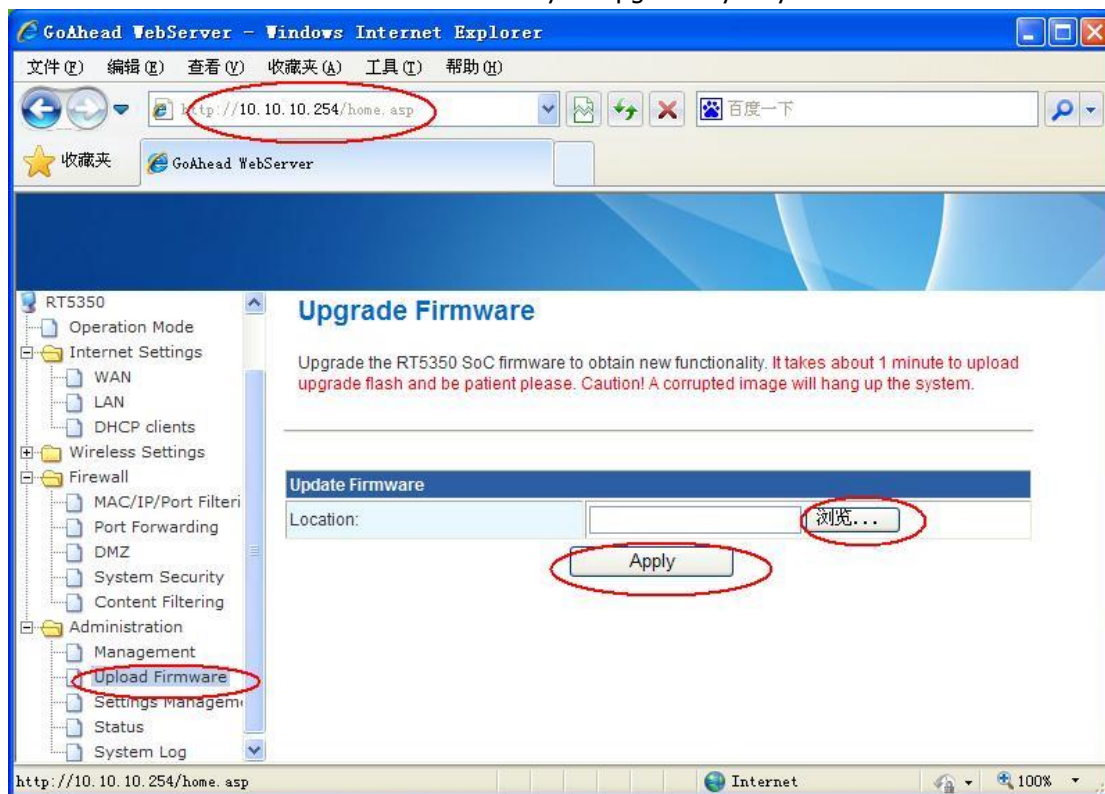 GoAhead WebServer - Windows Internet Explorer
文件(F) 编辑(E) 查看(V) 收藏夹(A) 工具(T) 帮助(H)
http://10.10.10.254/home.asp
百度一下
收藏夹
GoAhead WebServer
RT5350
Operation Mode
Internet Settings
WAN
LAN
DHCP clients
Wireless Settings
Firewall
MAC/IP/Port Filteri
Port Forwarding
DMZ
System Security
Content Filtering
Administration
Management
Upload Firmware
Settings Managem
Status
System Log
Upgrade Firmware
Upgrade the RT5350 SoC firmware to obtain new functionality. It takes about 1 minute to upload
upgrade flash and be patient please. Caution! A corrupted image will hang up the system.
Update Firmware
Location:
浏览...
Apply
http://10.10.10.254/home.asp
Internet
100%